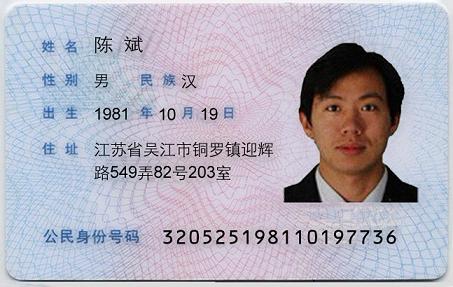 姓名 陈斌
性别 男 民族 汉
出生 1981 年 10 月 19 日
住址 江苏省吴江市铜罗镇迎辉
路549弄82号203室
公民身份号码 320525198110197736